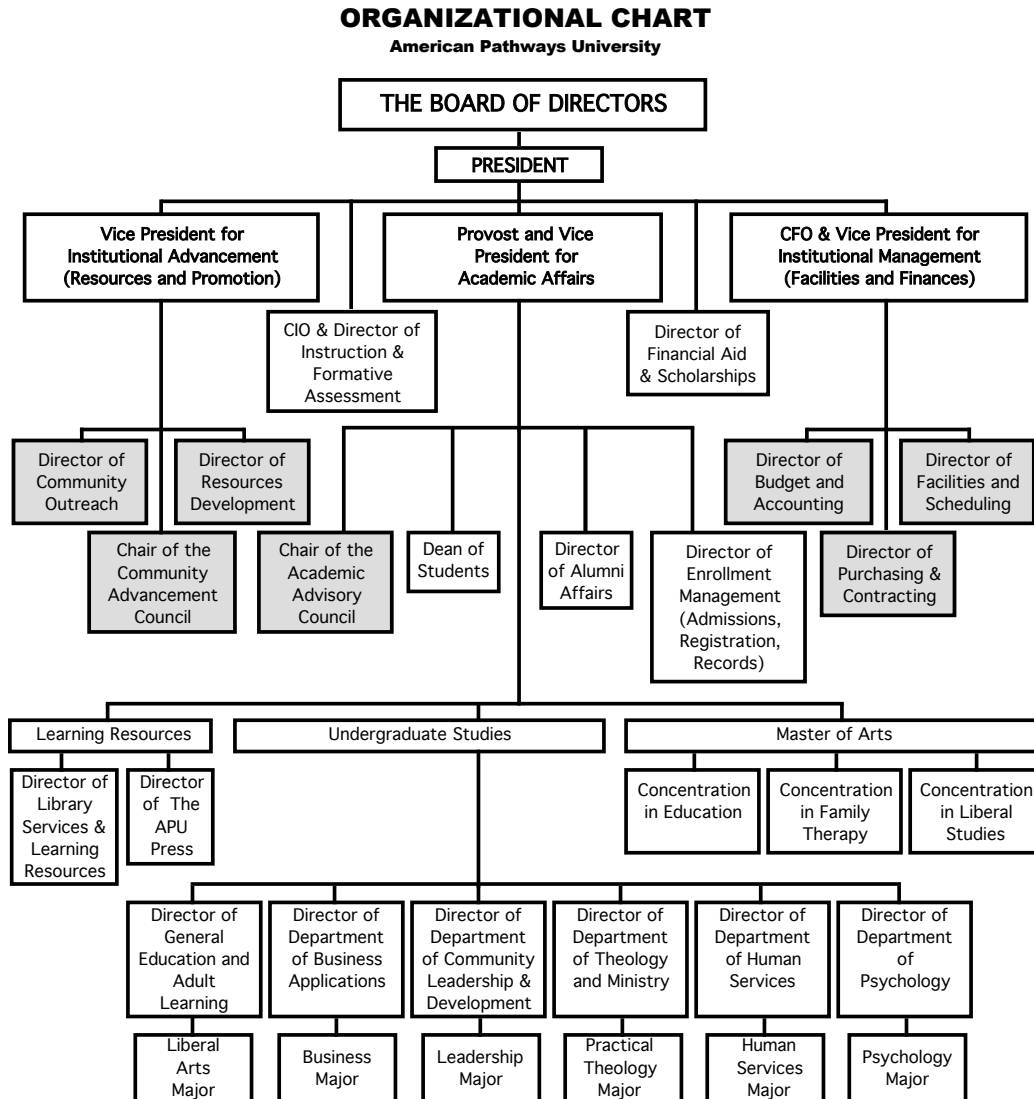 ORGANIZATIONAL CHART
American Pathways University
THE BOARD OF DIRECTORS
PRESIDENT
Vice President for
Institutional Advancement
(Resources and Promotion)
Provost and Vice
President for
Academic Affairs
CFO & Vice President for
Institutional Management
(Facilities and Finances)
CIO & Director of
Instruction &
Formative
Assessment
Director of
Financial Aid
& Scholarships
Director of
Community
Outreach
Director of
Resources
Development
Director of
Budget and
Accounting
Director of
Facilities and
Scheduling
Chair of the
Community
Advancement
Council
Chair of the
Academic
Advisory
Council
Dean of
Students
Director
of Alumni
Affairs
Director of
Enrollment
Management
(Admissions,
Registration,
Records)
Director of
Purchasing &
Contracting
Learning Resources
Undergraduate Studies
Master of Arts
Director of
Library
Services &
Learning
Resources
Director
of The
APU
Press
Concentration
in Education
Concentration
in Family
Therapy
Concentration
in Liberal
Studies
Director of
General
Education and
Adult
Learning
Director of
Department
of Business
Applications
Director of
Department
of Community
Leadership &
Development
Director of
Department
of Theology
and Ministry
Director of
Department
of Human
Services
Director of
Department
of
Psychology
Liberal
Arts
Major
Business
Major
Leadership
Major
Practical
Theology
Major
Human
Services
Major
Psychology
Major